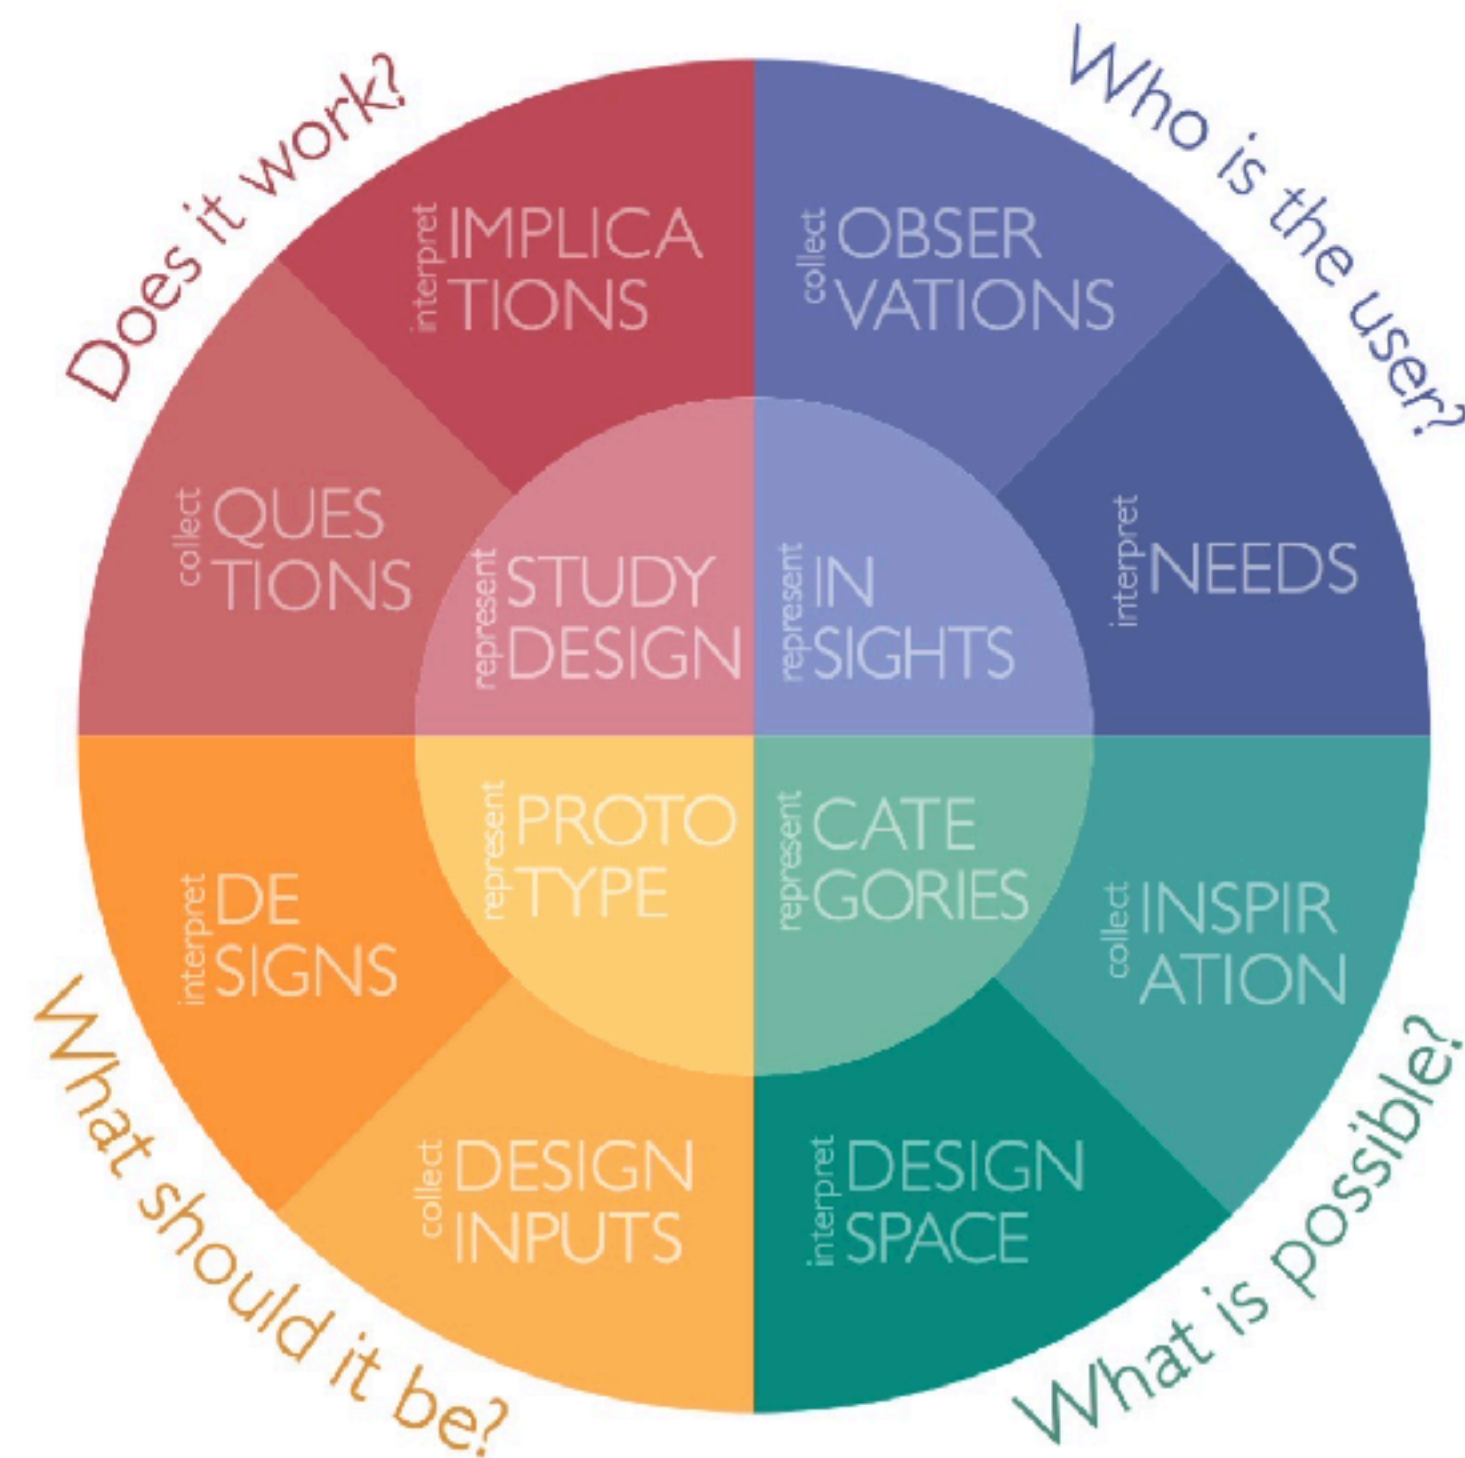 Does it work?
Who is the user?
interpret
IMPLICA
TIONS
collect
OBSER
VATIONS
collect
QUES
TIONS
represent
STUDY
DESIGN
represent
IN
SIGHTS
interpret
NEEDS
interpret
DE
SIGNS
represent
PROTO
TYPE
represent
CATE
GORIES
collect
INSPIR
ATION
collect
DESIGN
INPUTS
interpret
DESIGN
SPACE
What should it be?
What is possible?